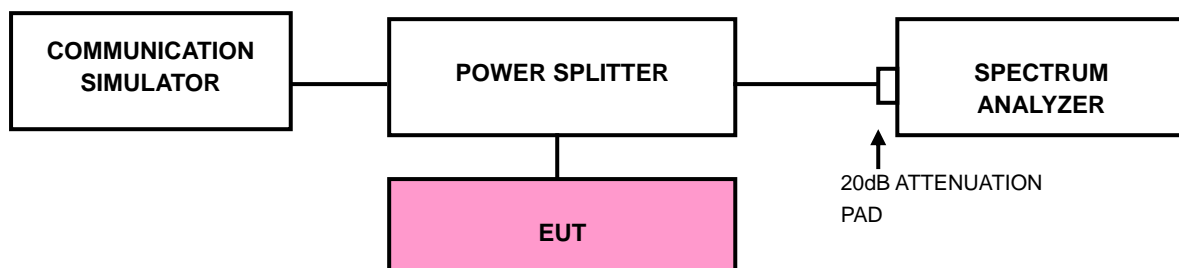 COMMUNICATION
SIMULATOR
POWER SPLITTER
SPECTRUM
ANALYZER
20dB ATTENUATION
PAD
EUT